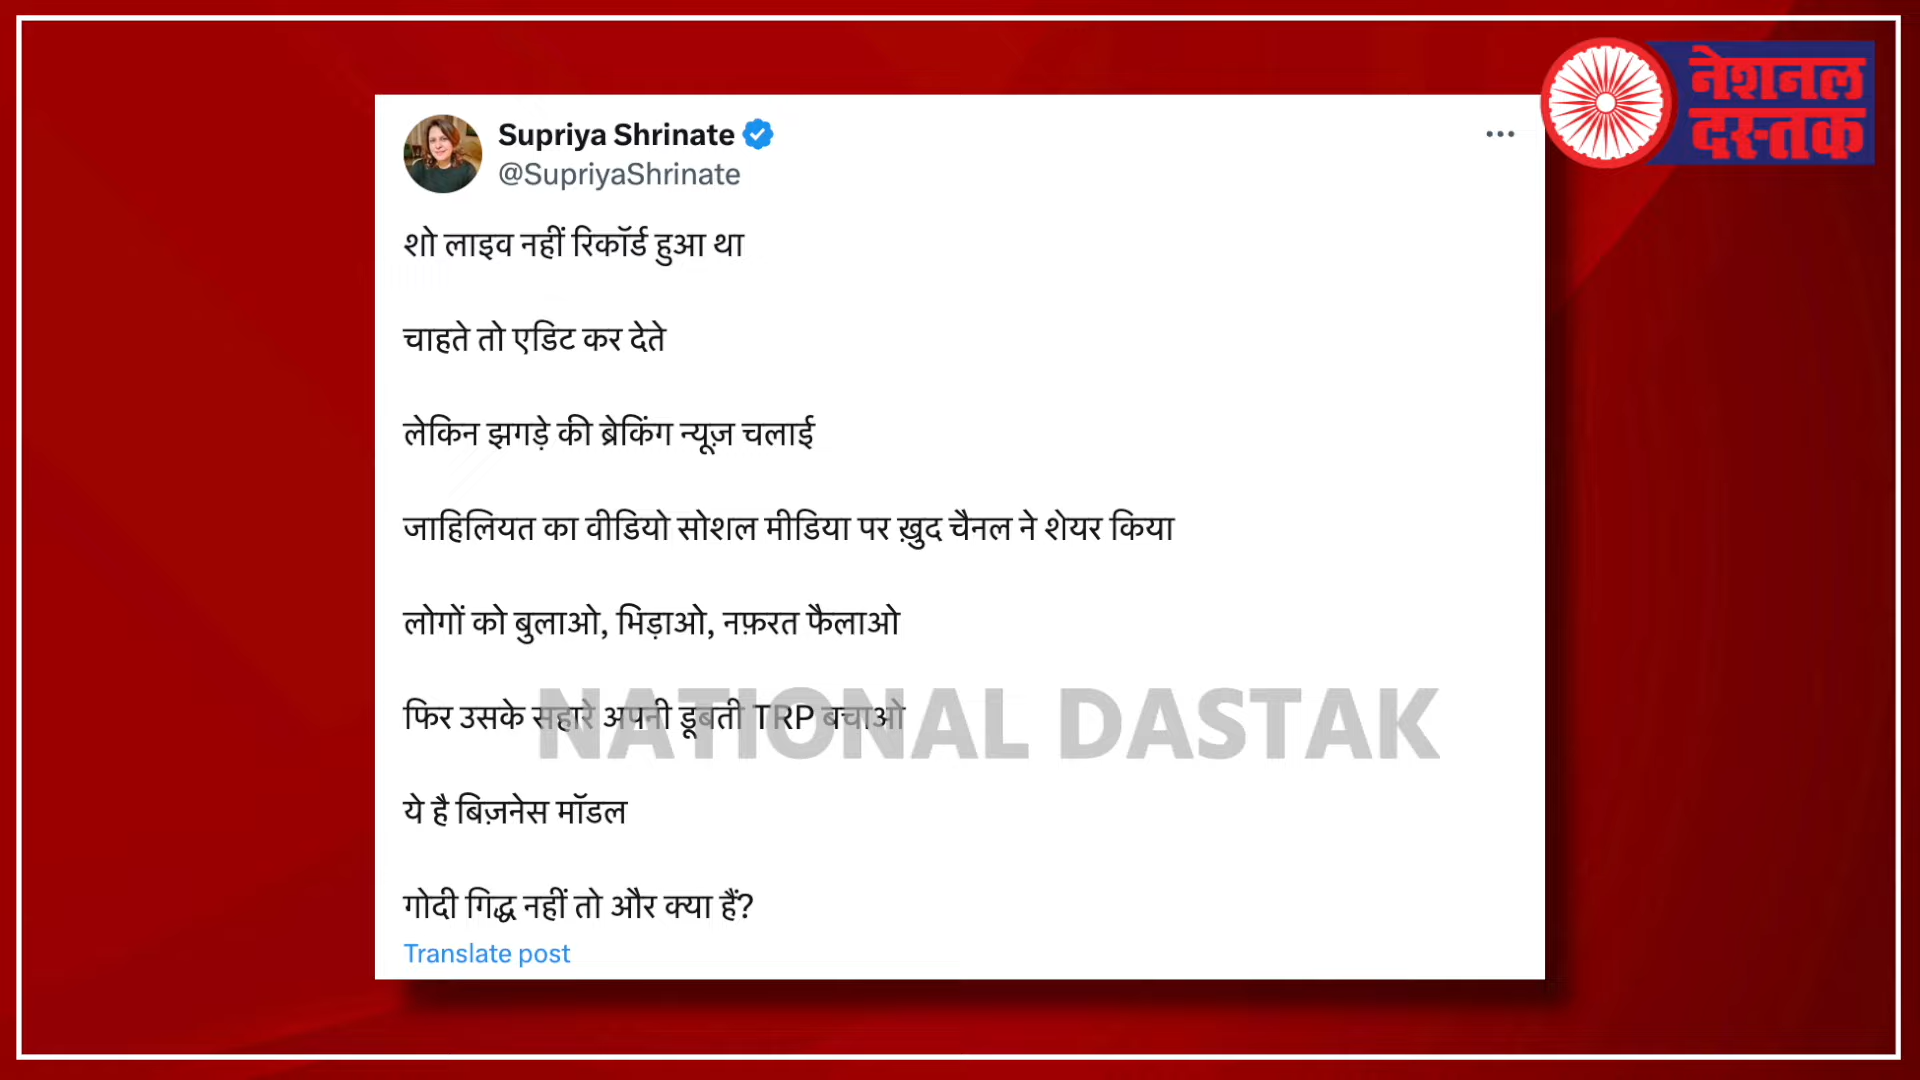 नेशनल
दस्तक
Supriya Shrinate
@SupriyaShrinate
शो लाइव नहीं रिकॉर्ड हुआ था
चाहते तो एडिट कर देते
लेकिन झगड़े की ब्रेकिंग न्यूज़ चलाई
जाहिलियत का वीडियो सोशल मीडिया पर ख़ुद चैनल ने शेयर किया
लोगों को बुलाओ, भिड़ाओ, नफ़रत फैलाओ
फिर उसके सहारे अपनी डूबती TRP बचाओ
NATIONAL DASTAK
ये है बिज़नेस मॉडल
गोदी गिद्ध नहीं तो और क्या हैं?
Translate post